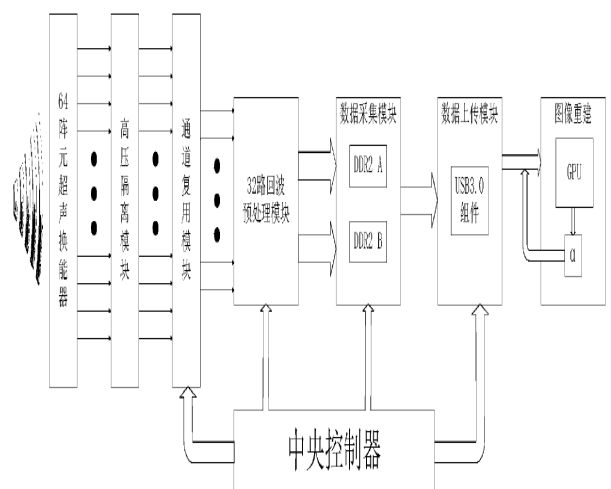 64阵元超声换能器
高压隔离模块
通道复用模块
32路回波
预处理模块
数据采集模块
DDR2 A
DDR2 B
数据上传模块
USB3.0
组件
图像重建
GPU
中央控制器